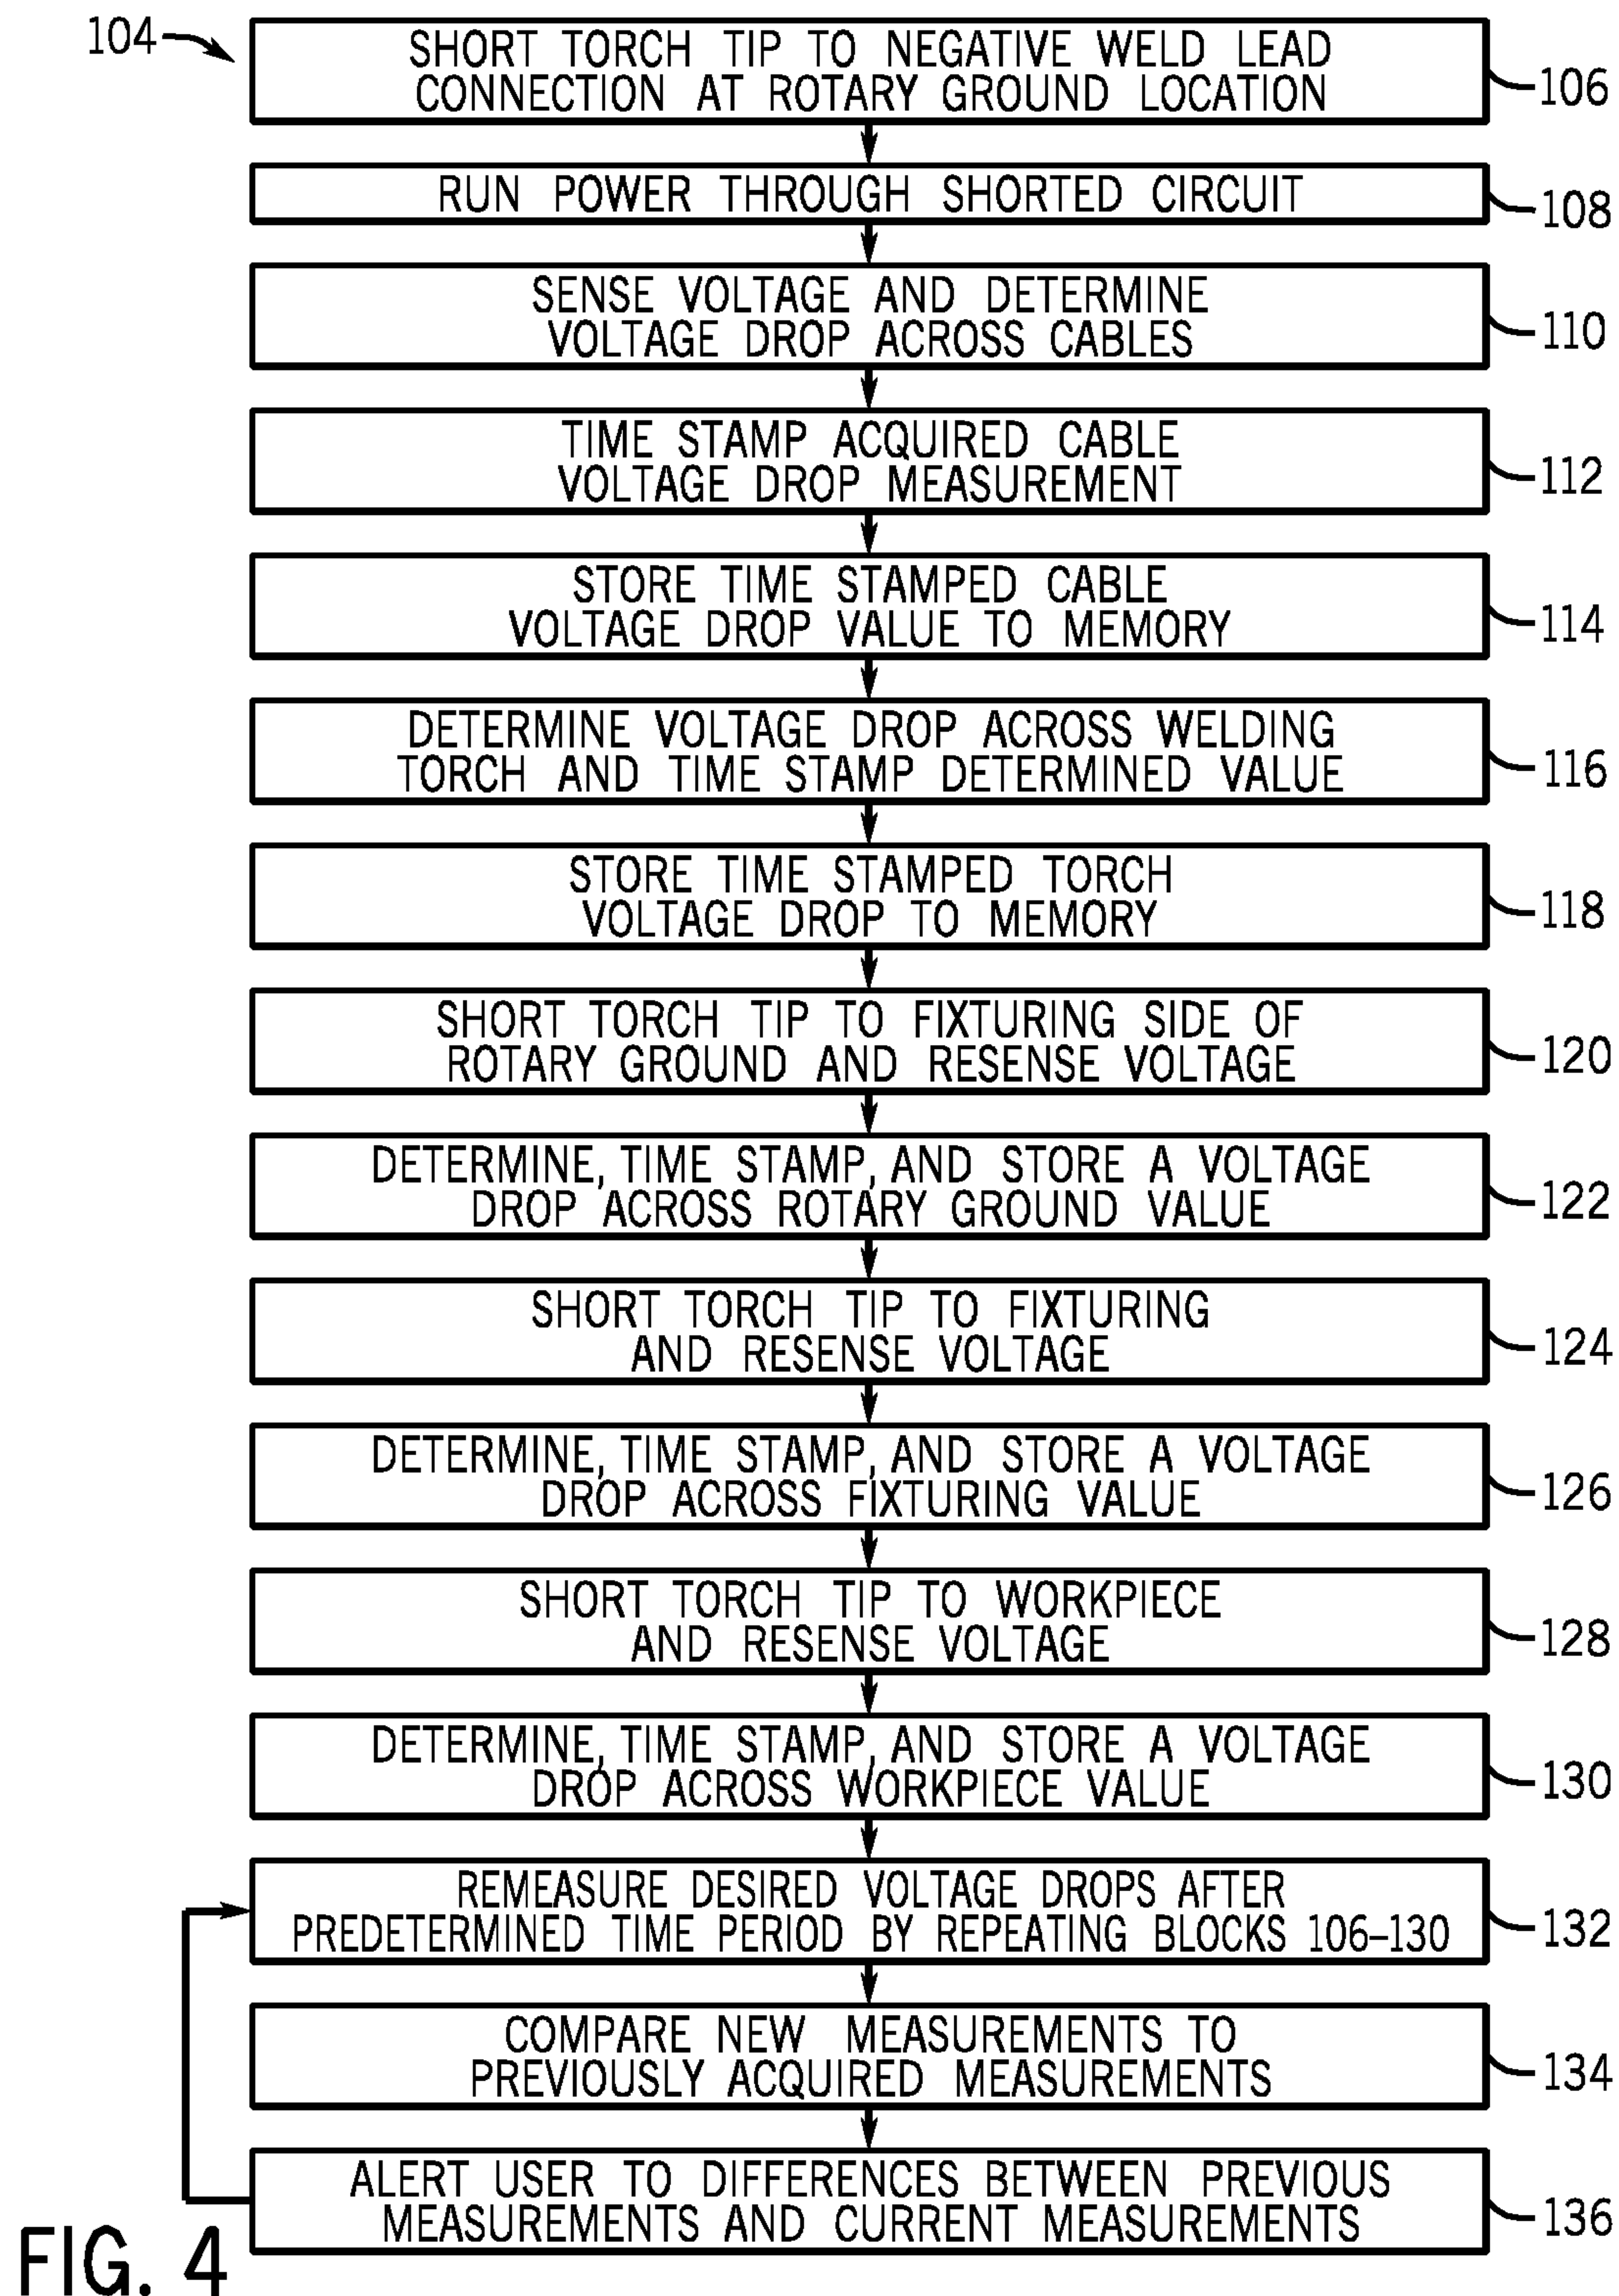 104
SHORT TORCH TIP TO NEGATIVE WELD LEAD
CONNECTION AT ROTARY GROUND LOCATION
106
RUN POWER THROUGH SHORTED CIRCUIT
108
SENSE VOLTAGE AND DETERMINE
VOLTAGE DROP ACROSS CABLES
110
TIME STAMP ACQUIRED CABLE
VOLTAGE DROP MEASUREMENT
112
STORE TIME STAMPED CABLE
VOLTAGE DROP VALUE TO MEMORY
114
DETERMINE VOLTAGE DROP ACROSS WELDING
TORCH AND TIME STAMP DETERMINED VALUE
116
STORE TIME STAMPED TORCH
VOLTAGE DROP TO MEMORY
118
SHORT TORCH TIP TO FIXTURING SIDE OF
ROTARY GROUND AND RESENSE VOLTAGE
120
DETERMINE, TIME STAMP, AND STORE A VOLTAGE
DROP ACROSS ROTARY GROUND VALUE
122
SHORT TORCH TIP TO FIXTURING
AND RESENSE VOLTAGE
124
DETERMINE, TIME STAMP, AND STORE A VOLTAGE
DROP ACROSS FIXTURING VALUE
126
SHORT TORCH TIP TO WORKPIECE
AND RESENSE VOLTAGE
128
DETERMINE, TIME STAMP, AND STORE A VOLTAGE
DROP ACROSS WORKPIECE VALUE
130
REMEASURE DESIRED VOLTAGE DROPS AFTER
PREDETERMINED TIME PERIOD BY REPEATING BLOCKS 106–130
132
COMPARE NEW MEASUREMENTS TO
PREVIOUSLY ACQUIRED MEASUREMENTS
134
ALERT USER TO DIFFERENCES BETWEEN PREVIOUS
MEASUREMENTS AND CURRENT MEASUREMENTS
136
FIG. 4